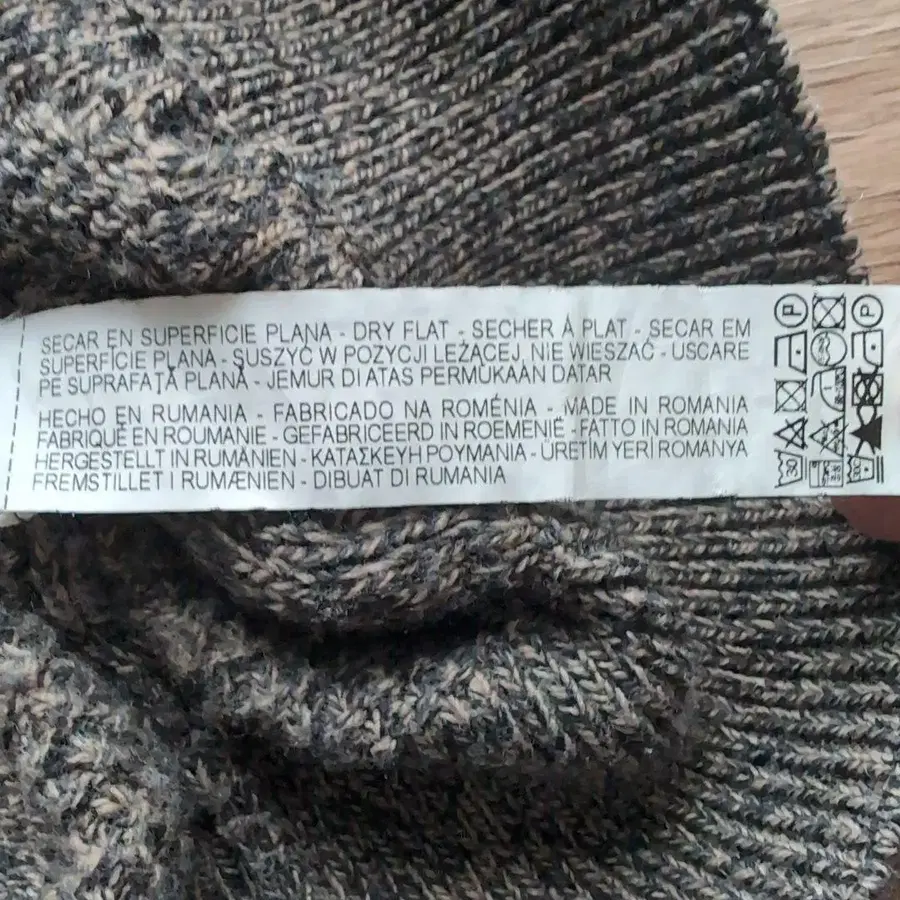 SECAR EN SUPERFICIE PLANA - DRY FLAT - SECHER À PLAT - SECAR EM
SUPERFÍCIE PLANA - SUSZYĆ W POZYCJI LEŻĄCEJ, NIE WIESZAĆ - USCARE
PE SUPRAFAŢĂ PLANĂ - JEMUR DI ATAS PERMUKAAN DATAR
HECHO EN RUMANIA - FABRICADO NA ROMÉNIA - MADE IN ROMANIA
FABRIQUÉ EN ROUMANIE - GEFABRICEERD IN ROEMENIË - FATTO IN ROMANIA
HERGESTELLT IN RUMÄNIEN - ΚΑΤΑΣΚΕΥΗ ΡΟΥΜΑΝΙΑ - ÜRETİM YERİ ROMANYA
FREMSTILLET I RUMÆNIEN - DIBUAT DI RUMANIA
P
P